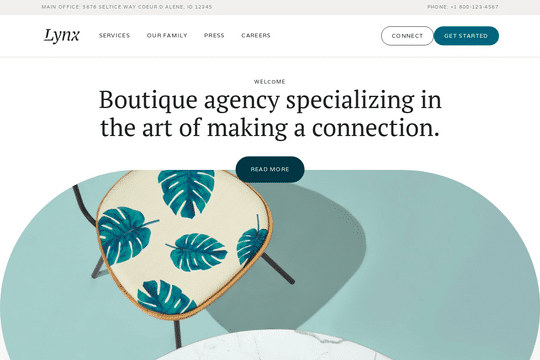 MAIN OFFICE: 5678 SELTICE WAY COEUR D ALENE, ID 12345
PHONE: +1 800-123-4567
Lynx
SERVICES
OUR FAMILY
PRESS
CAREERS
CONNECT
GET STARTED
WELCOME
Boutique agency specializing in
the art of making a connection.
READ MORE